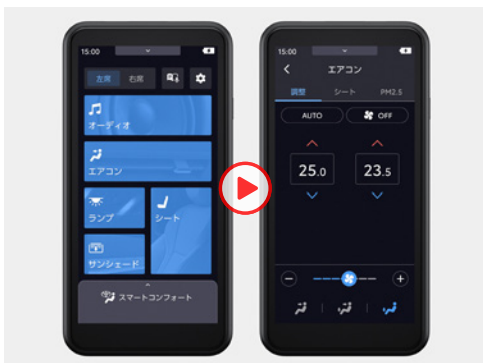 15:00
左席 右席
オーディオ
エアコン
ランプ
シート
サンシェード
スマートコンフォート
15:00
エアコン
調整 シート PM2.5
AUTO OFF
25.0 23.5